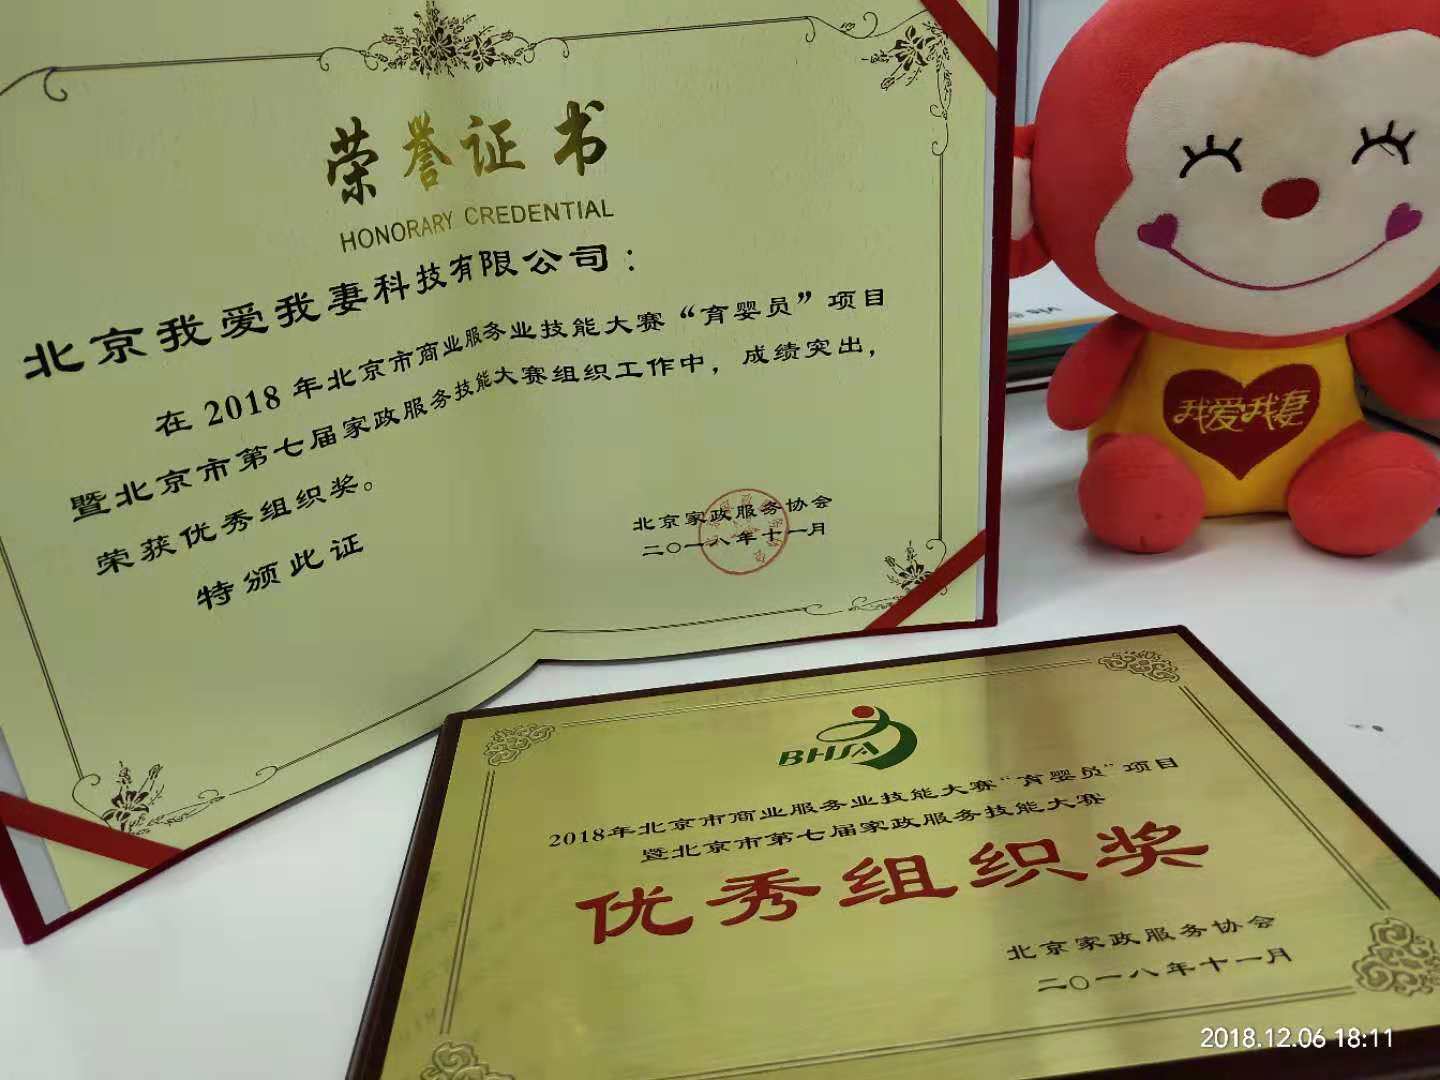 荣誉证书
HONORARY CREDENTIAL
北京我爱我妻科技有限公司：
在 2018 年北京市商业服务业技能大赛“育婴员”项目
暨北京市第七届家政服务技能大赛组织工作中，成绩突出，
荣获优秀组织奖。
特颁此证
北京家政服务协会
二〇一八年十一月
我爱我妻
BHSA
2018年北京市商业服务业技能大赛“育婴员”项目
暨北京市第七届家政服务技能大赛
优秀组织奖
北京家政服务协会
二〇一八年十一月
2018.12.06 18:11